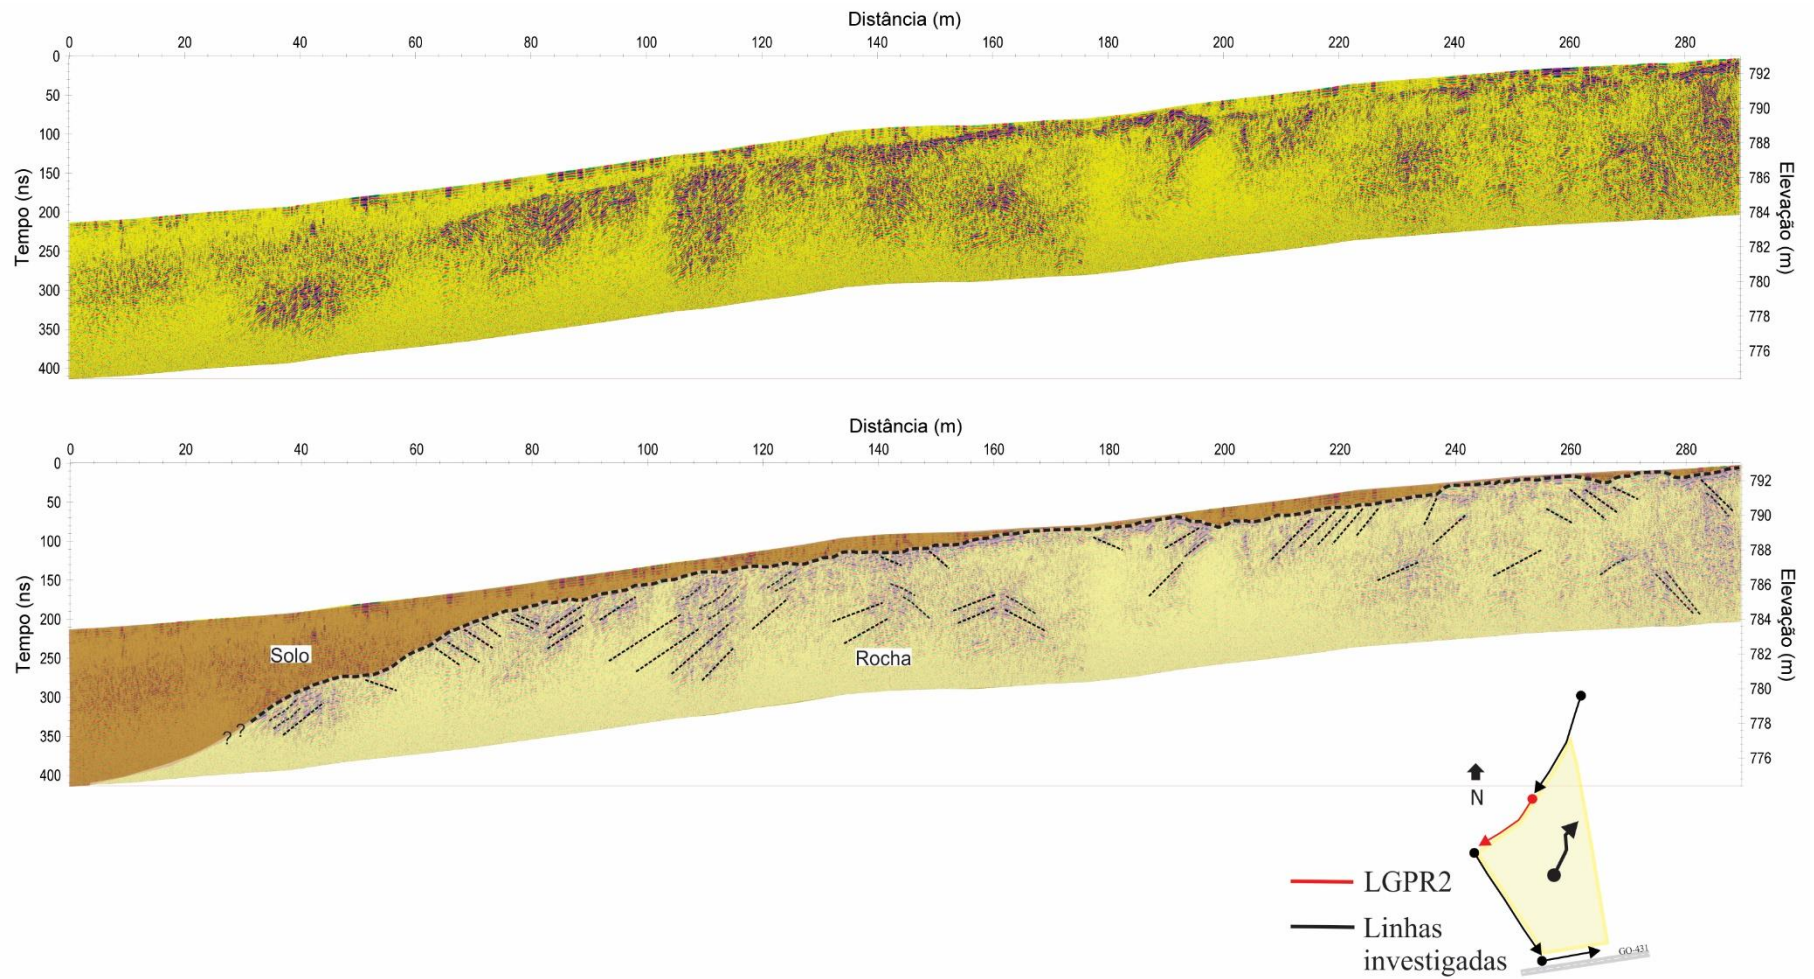 Distância (m)
0 20 40 60 80 100 120 140 160 180 200 220 240 260 280
Tempo (ns)
0
50
100
150
200
250
300
350
400
792
790
788
786
784
782
780
778
776
Elevação (m)
Distância (m)
0 20 40 60 80 100 120 140 160 180 200 220 240 260 280
Tempo (ns)
0
50
100
150
200
250
300
350
400
792
790
788
786
784
782
780
778
776
Elevação (m)
Solo
Rocha
? ?
N
LGPR2
Linhas
investigadas
GO-431